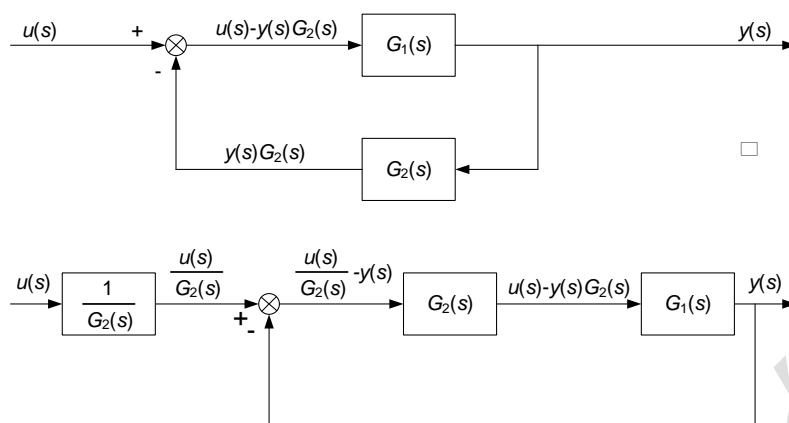 u(s) + u(s)-y(s)G₂(s) G₁(s) y(s)
-
y(s)G₂(s) G₂(s)
u(s) 1/G₂(s) u(s)/G₂(s) u(s)/G₂(s) -y(s) G₂(s) u(s)-y(s)G₂(s) G₁(s) y(s)
+
-